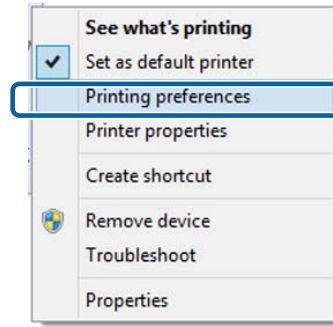 See what's printing
Set as default printer
Printing preferences
Printer properties
Create shortcut
Remove device
Troubleshoot
Properties